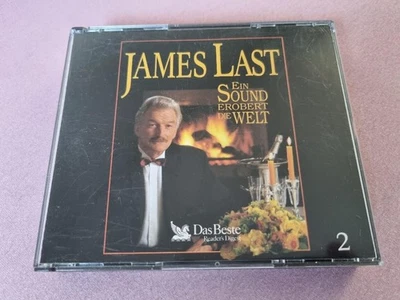 JAMES LAST
EIN
SOUND
EROBERT
DIE WELT
Das Beste
Reader's Digest
2